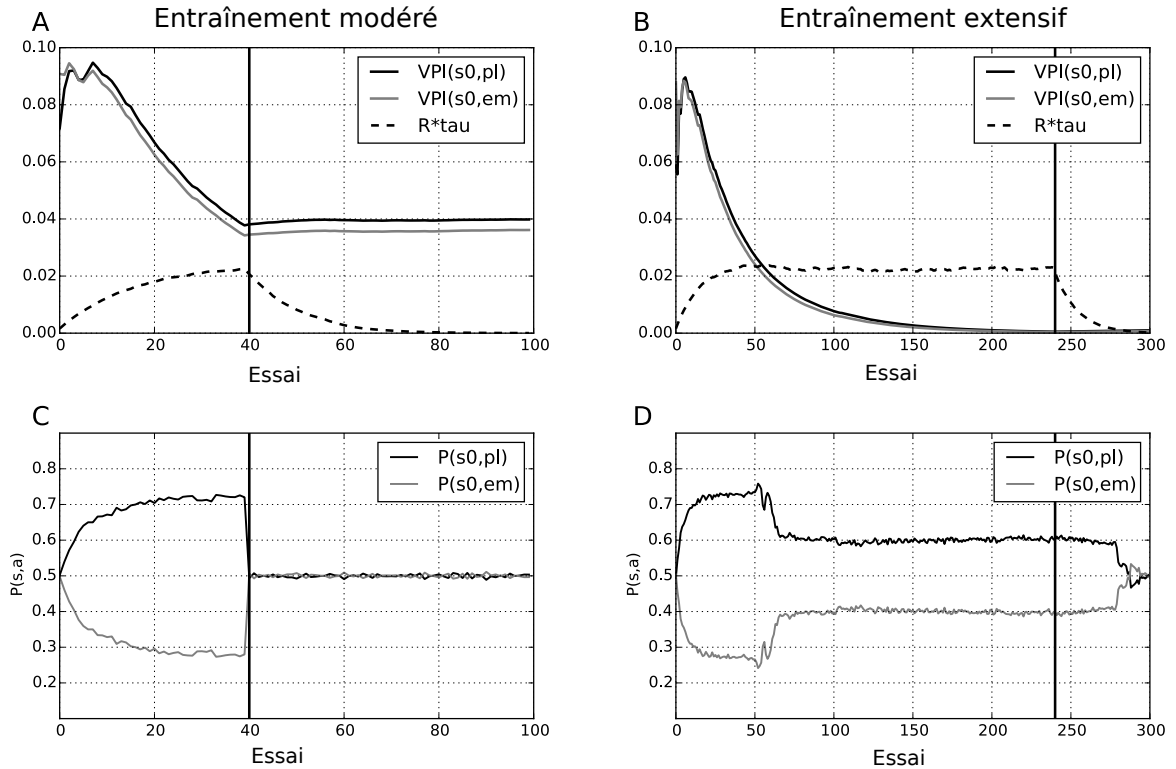 Entraînement modéré
A
0.10
0.08
0.06
0.04
0.02
0.00
VPI(s0,pl)
VPI(s0,em)
R*tau
0 20 40 60 80 100
Essai
Entraînement extensif
B
0.10
0.08
0.06
0.04
0.02
0.00
VPI(s0,pl)
VPI(s0,em)
R*tau
0 50 100 150 200 250 300
Essai
C
0.8
0.7
0.6
0.5
0.4
0.3
0.2
P(s,a)
P(s0,pl)
P(s0,em)
0 20 40 60 80 100
Essai
D
0.8
0.7
0.6
0.5
0.4
0.3
0.2
P(s,a)
P(s0,pl)
P(s0,em)
0 50 100 150 200 250 300
Essai